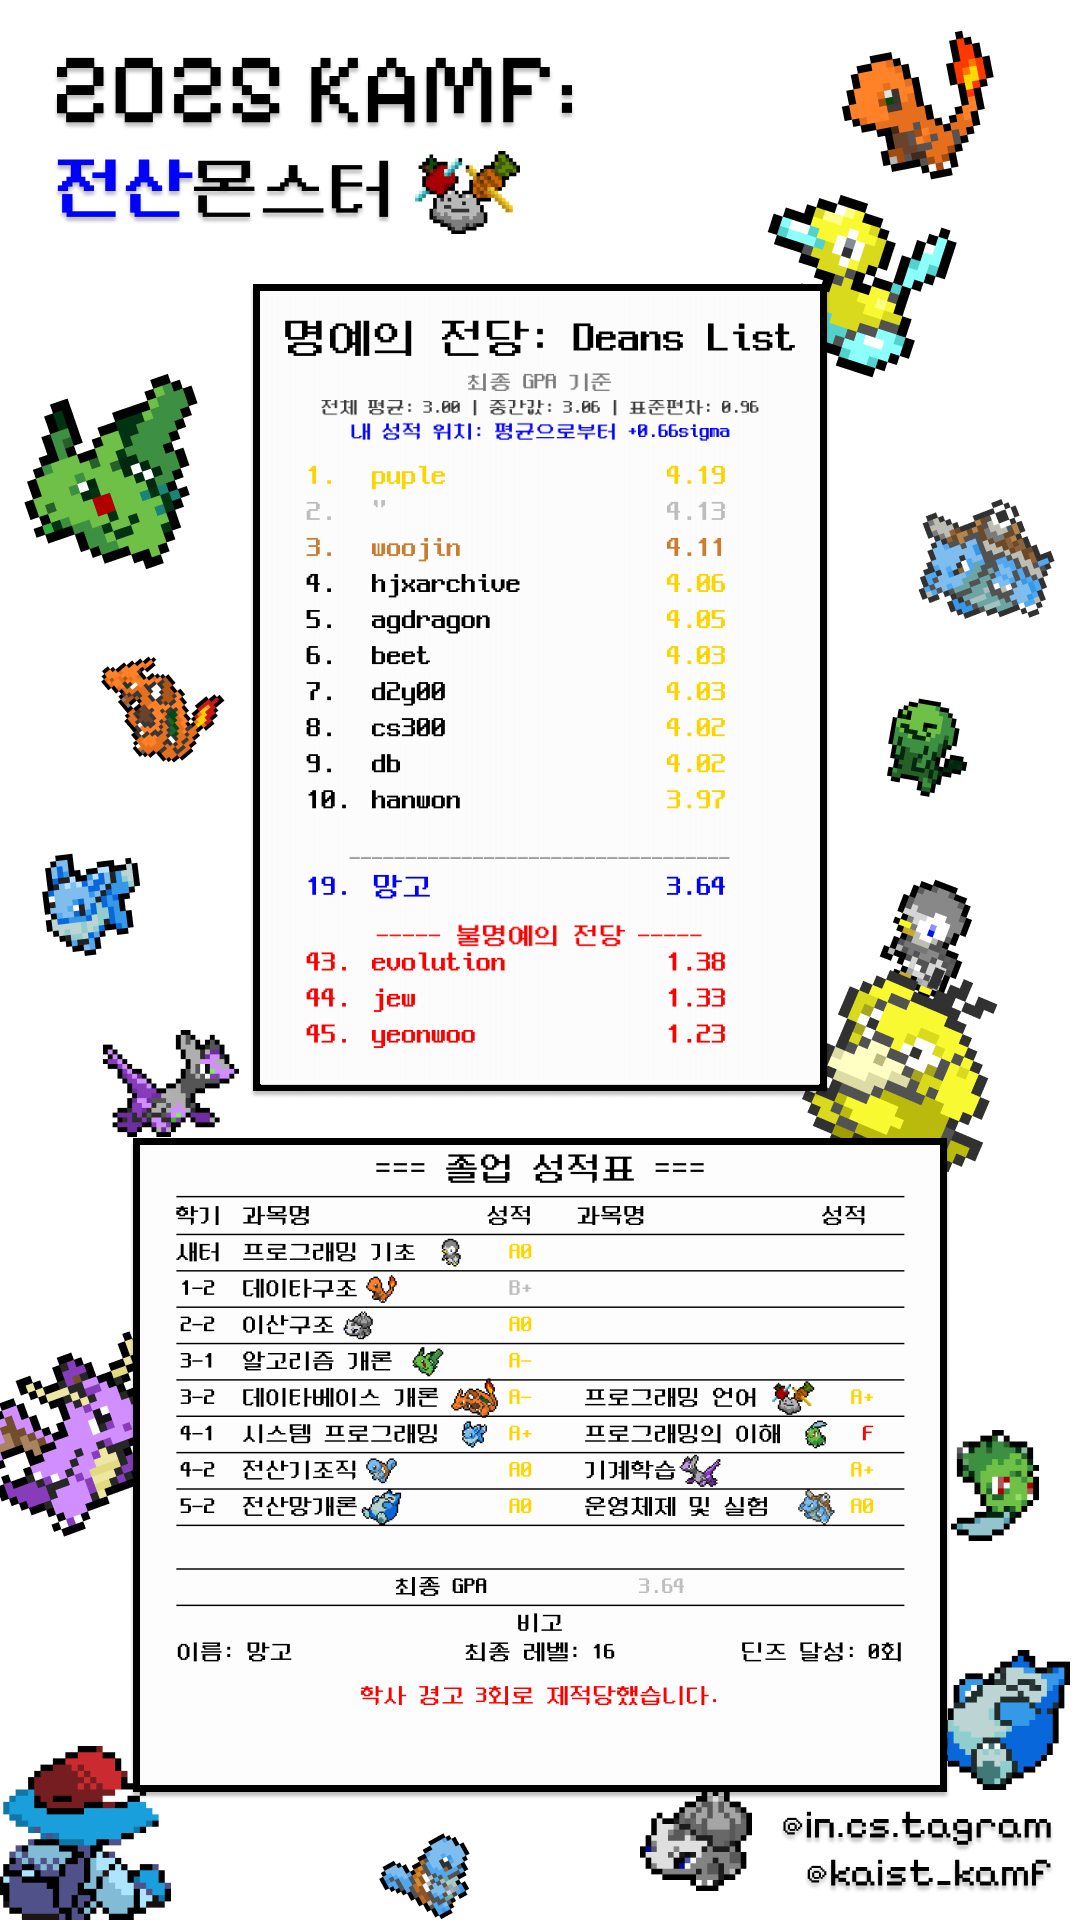 2025 KAMF:
전산몬스터
명예의 전당: Deans List
최종 GPA 기준
전체 평균: 3.00 | 중간값: 3.06 | 표준편차: 0.96
내 성적 위치: 평균으로부터 +0.66sigma
1. puple 4.19
2. " 4.13
3. woojin 4.11
4. hjxarchive 4.06
5. agdragon 4.05
6. beet 4.03
7. d2y00 4.03
8. cs300 4.02
9. db 4.02
10. hanwon 3.97
19. 망고 3.64
----- 불명예의 전당 -----
43. evolution 1.38
44. jew 1.33
45. yeonwoo 1.23
=== 졸업 성적표 ===
학기 과목명 성적 과목명 성적
새터 프로그래밍 기초 A0
1-2 데이타구조 B+
2-2 이산구조 A0
3-1 알고리즘 개론 A-
3-2 데이타베이스 개론 A- 프로그래밍 언어 A+
4-1 시스템 프로그래밍 A+ 프로그래밍의 이해 F
4-2 전산기조직 A0 기계학습 A+
5-2 전산망개론 A0 운영체제 및 실험 A0
최종 GPA 3.64
비고
이름: 망고 최종 레벨: 16 딘즈 달성: 0회
학사 경고 3회로 제적당했습니다.
@in.cs.tagram
@kaist_kamf